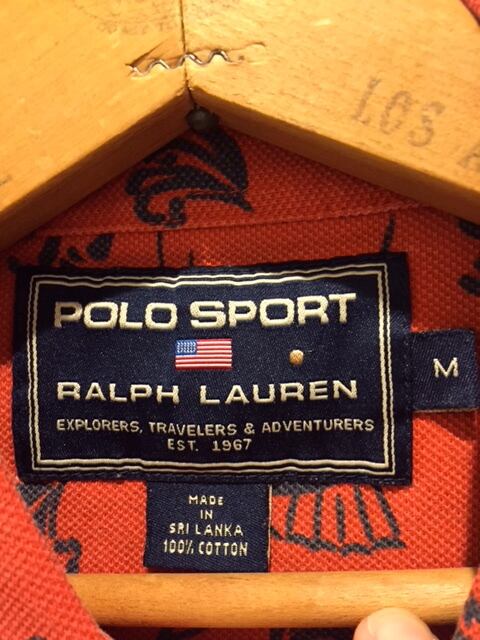 LOS
POLO SPORT
RALPH LAUREN
EXPLORERS, TRAVELERS & ADVENTURERS
EST. 1967
M
MADE
IN
SRI LANKA
100% COTTON